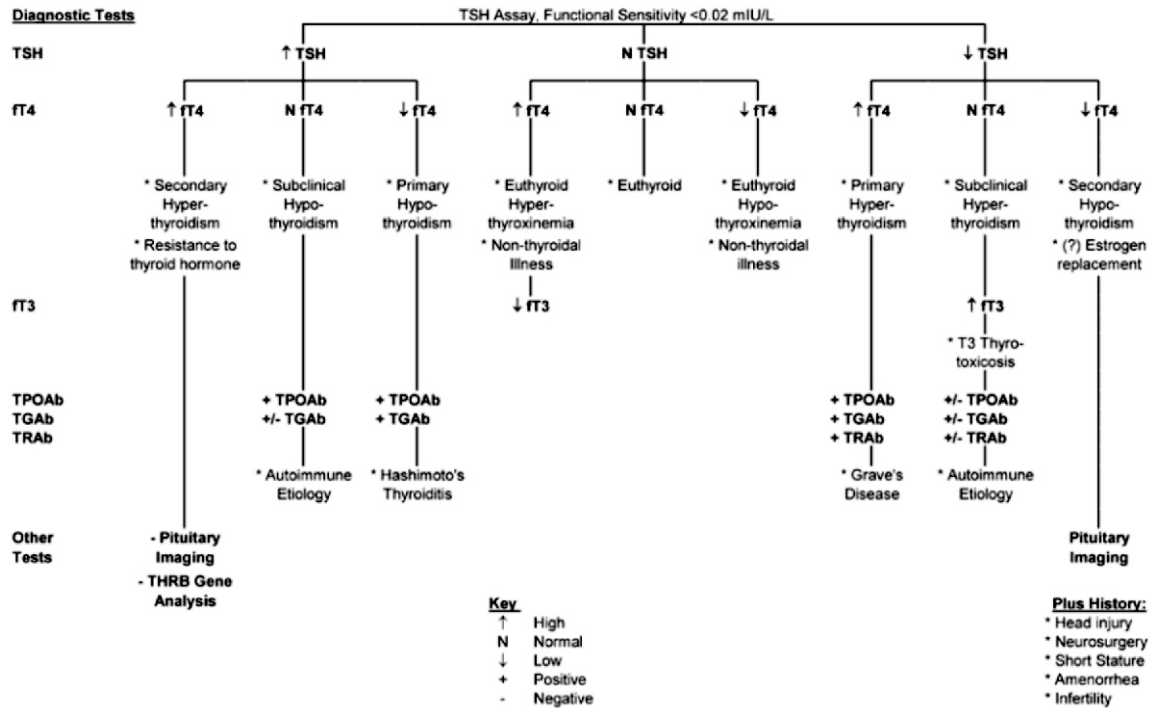 Diagnostic Tests
TSH Assay, Functional Sensitivity <0.02 mIU/L
TSH
↑ TSH
N TSH
↓ TSH
fT4
↑ fT4
N fT4
↓ fT4
↑ fT4
N fT4
↓ fT4
↑ fT4
N fT4
↓ fT4
* Secondary
Hyper-
thyroidism
* Resistance to
thyroid hormone
* Subclinical
Hypo-
thyroidism
* Primary
Hypo-
thyroidism
* Euthyroid
Hyper-
thyroxinemia
* Non-thyroidal
Illness
* Euthyroid
* Euthyroid
Hypo-
thyroxinemia
* Non-thyroidal
illness
* Primary
Hyper-
thyroidism
* Subclinical
Hyper-
thyroidism
* Secondary
Hypo-
thyroidism
* (?) Estrogen
replacement
fT3
↓ fT3
↑ fT3
* T3 Thyro-
toxicosis
TPOAb
TGAb
TRAb
+ TPOAb
+/- TGAb
+ TPOAb
+ TGAb
+ TPOAb
+ TGAb
+ TRAb
+/- TPOAb
+/- TGAb
+/- TRAb
* Autoimmune
Etiology
* Hashimoto's
Thyroiditis
* Grave's
Disease
* Autoimmune
Etiology
Other
Tests
- Pituitary
Imaging
- THRB Gene
Analysis
Pituitary
Imaging
Key
↑ High
N Normal
↓ Low
+ Positive
- Negative
Plus History:
* Head injury
* Neurosurgery
* Short Stature
* Amenorrhea
* Infertility